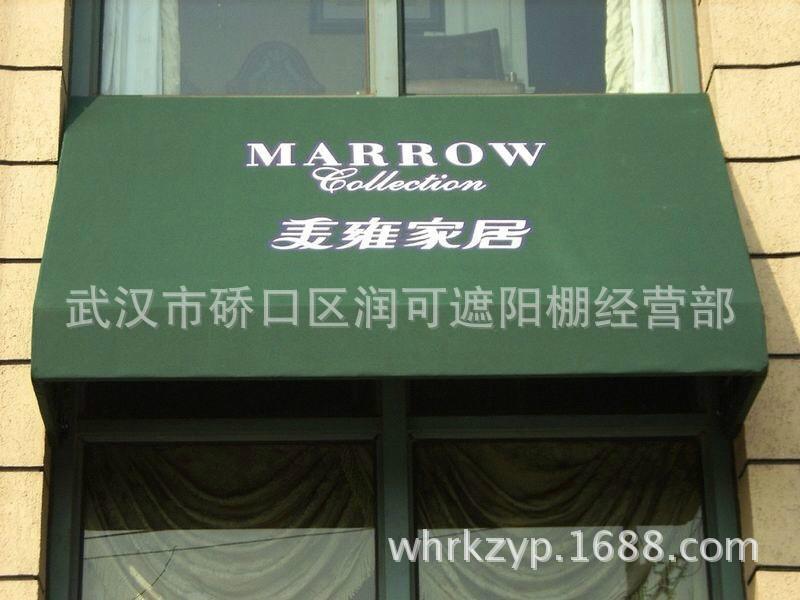 MARROW
Collection
美雍家居
武汉市硚口区润可遮阳棚经营部
whrkzyp.1688.com